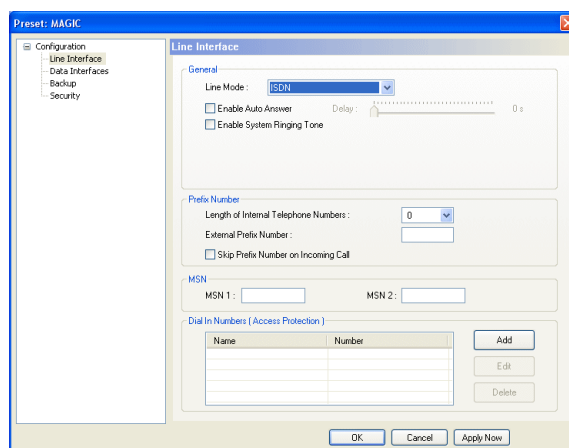 Preset: MAGIC
Configuration
Line Interface
Data Interfaces
Backup
Security
Line Interface
General
Line Mode :
ISDN
Enable Auto Answer
Delay :
0 s
Enable System Ringing Tone
Prefix Number
Length of Internal Telephone Numbers :
0
External Prefix Number :
Skip Prefix Number on Incoming Call
MSN
MSN 1 :
MSN 2 :
Dial In Numbers ( Access Protection )
Name
Number
Add
Edit
Delete
OK
Cancel
Apply Now